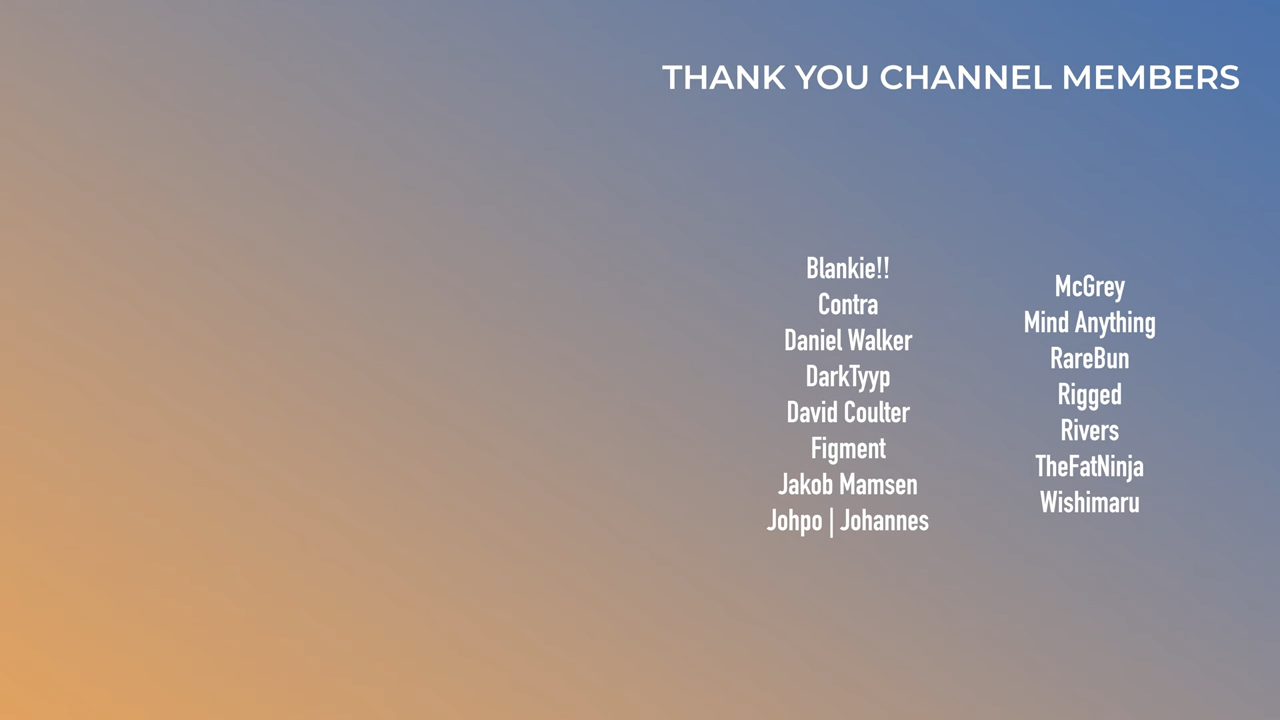 THANK YOU CHANNEL MEMBERS
Blankie!!
Contra
Daniel Walker
DarkTyyp
David Coulter
Figment
Jakob Mamsen
Johpo | Johannes
McGrey
Mind Anything
RareBun
Rigged
Rivers
TheFatNinja
Wishimaru